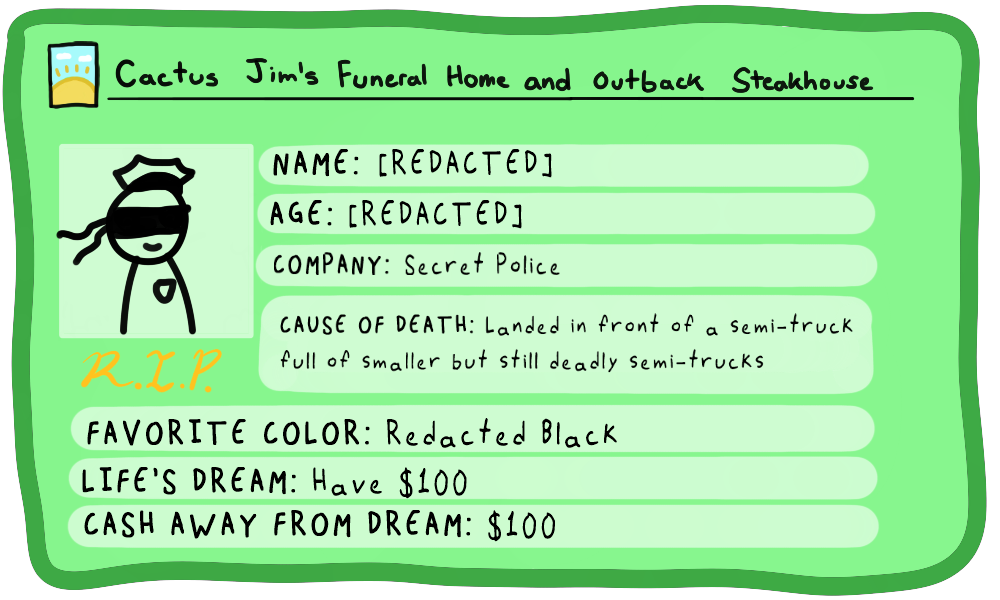 Cactus Jim's Funeral Home and Outback Steakhouse
NAME: [REDACTED]
AGE: [REDACTED]
COMPANY: Secret Police
CAUSE OF DEATH: Landed in front of a semi-truck
full of smaller but still deadly semi-trucks
R.I.P.
FAVORITE COLOR: Redacted Black
LIFE'S DREAM: Have $100
CASH AWAY FROM DREAM: $100